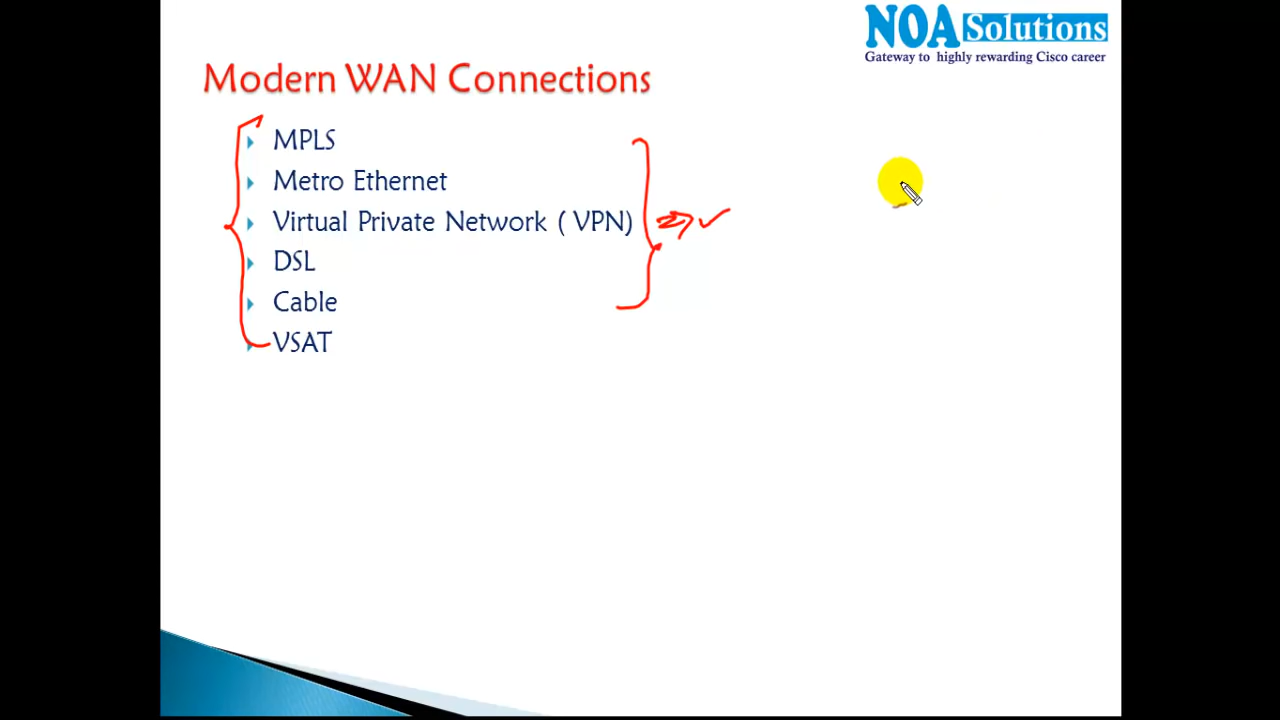 NOA Solutions
Gateway to highly rewarding Cisco career
Modern WAN Connections
MPLS
Metro Ethernet
Virtual Private Network ( VPN)
DSL
Cable
VSAT